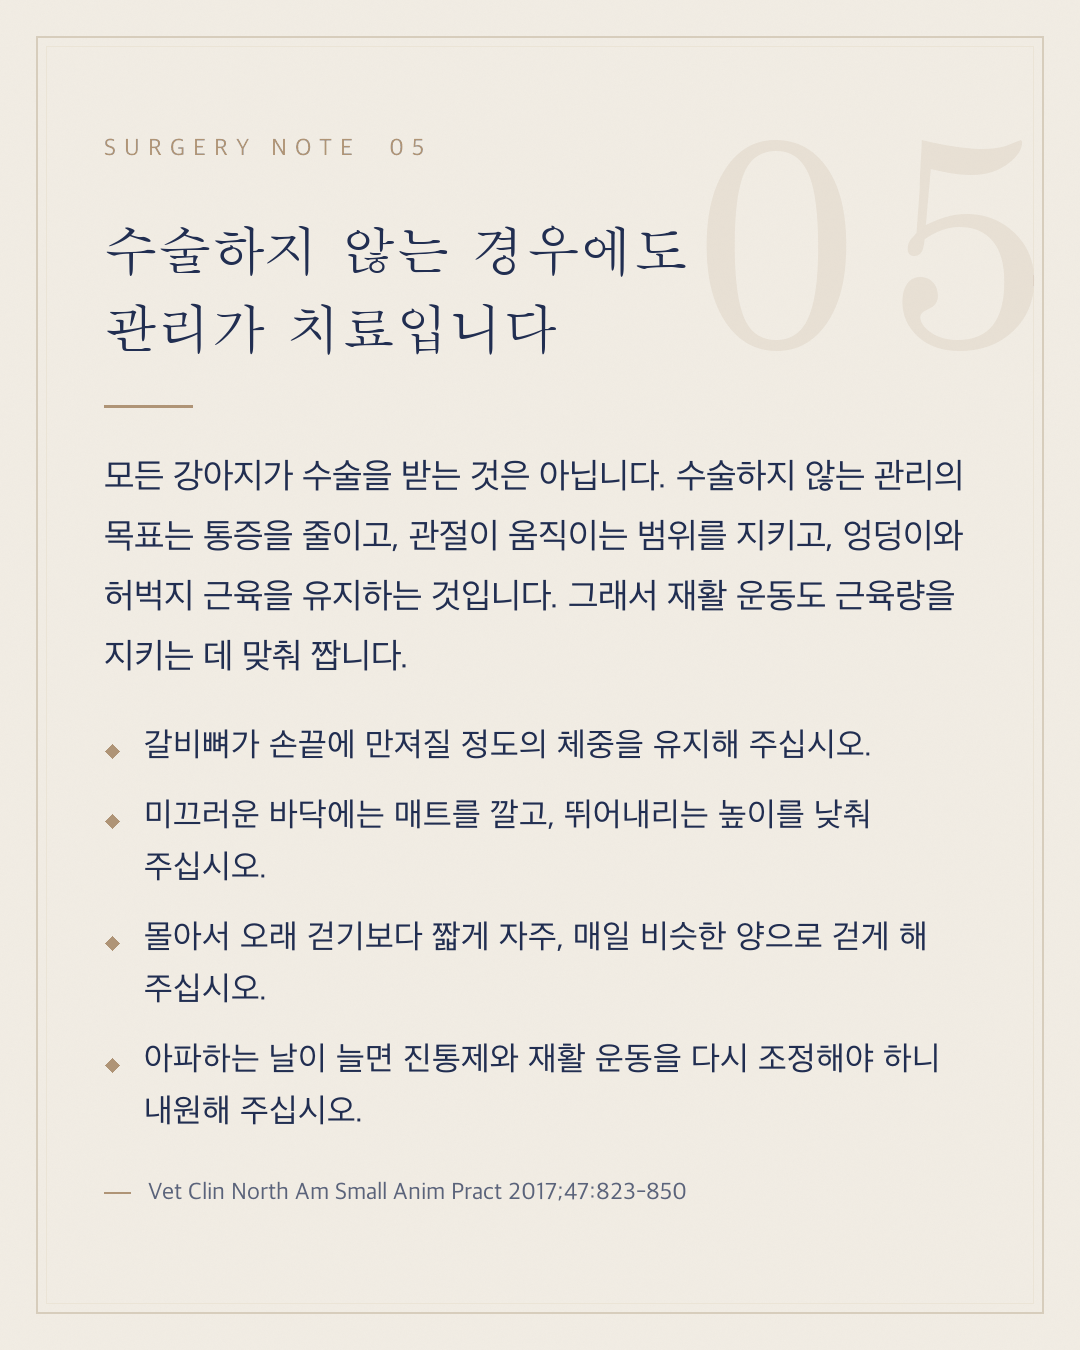 SURGERY NOTE 05
05
수술하지 않는 경우에도
관리가 치료입니다
모든 강아지가 수술을 받는 것은 아닙니다. 수술하지 않는 관리의
목표는 통증을 줄이고, 관절이 움직이는 범위를 지키고, 엉덩이와
허벅지 근육을 유지하는 것입니다. 그래서 재활 운동도 근육량을
지키는 데 맞춰 짭니다.
◆ 갈비뼈가 손끝에 만져질 정도의 체중을 유지해 주십시오.
◆ 미끄러운 바닥에는 매트를 깔고, 뛰어내리는 높이를 낮춰
주십시오.
◆ 몰아서 오래 걷기보다 짧게 자주, 매일 비슷한 양으로 걷게 해
주십시오.
◆ 아파하는 날이 늘면 진통제와 재활 운동을 다시 조정해야 하니
내원해 주십시오.
— Vet Clin North Am Small Anim Pract 2017;47:823–850